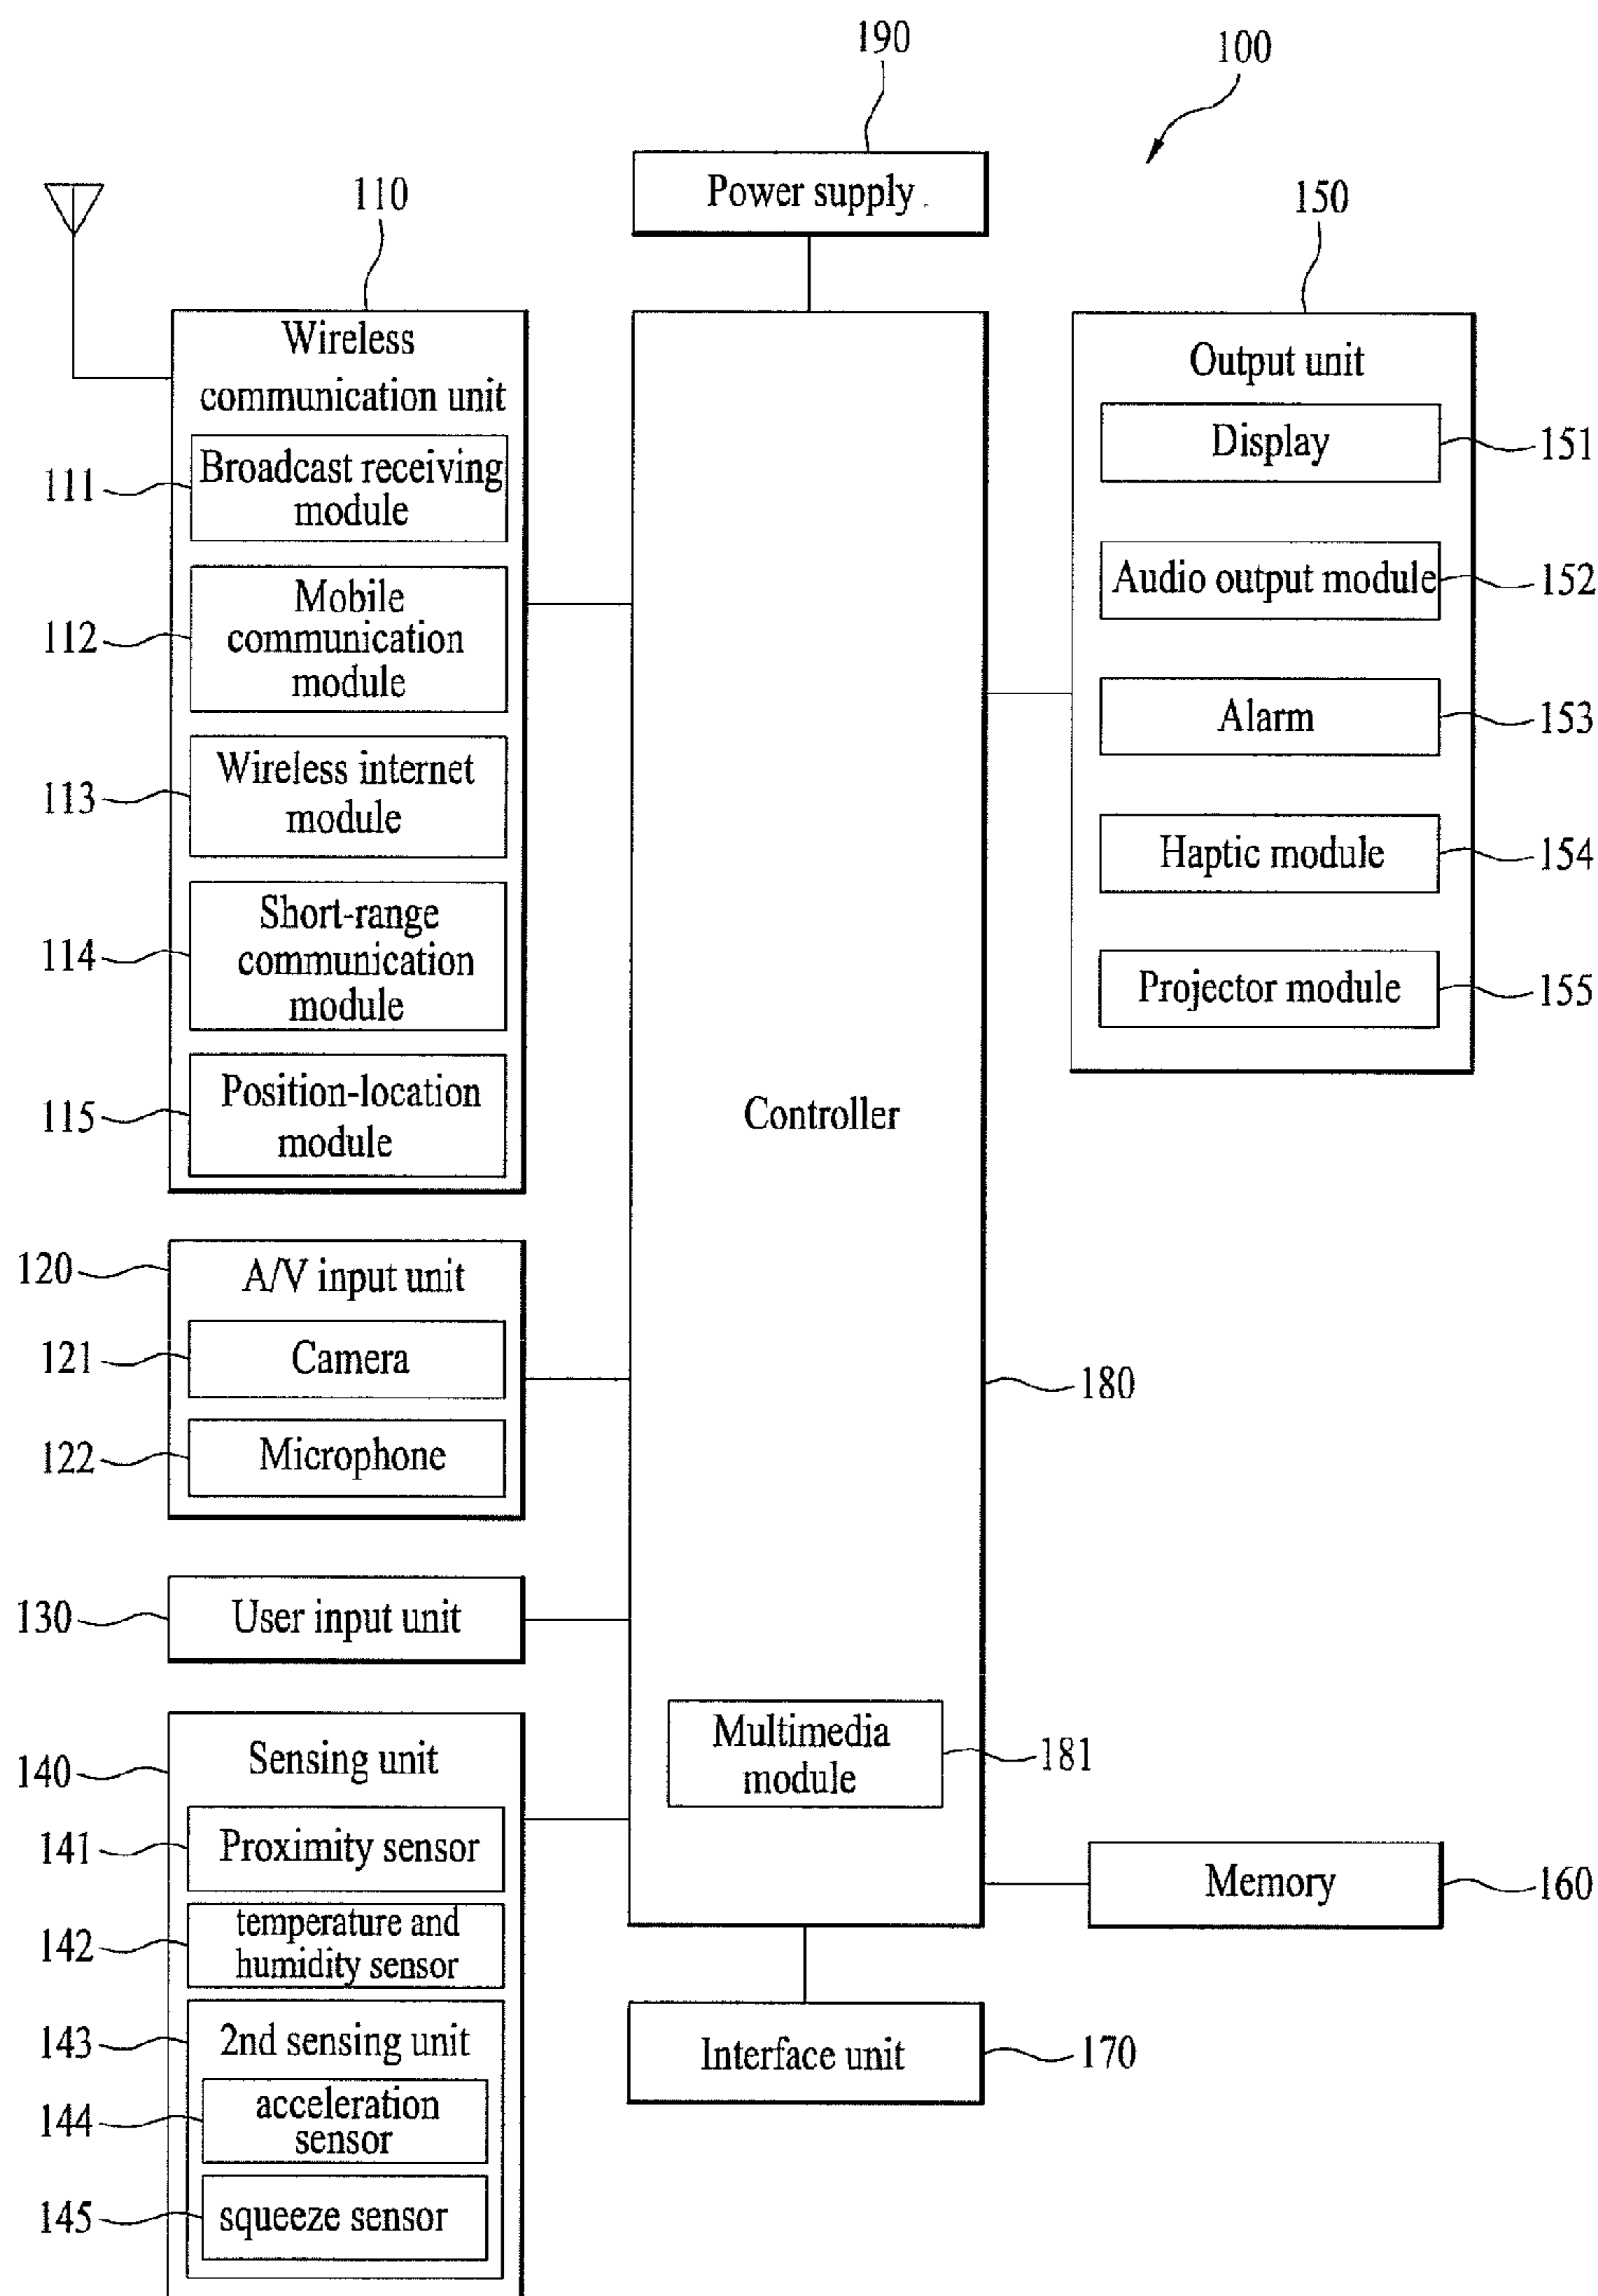 190
100
Power supply
110
150
Wireless
communication unit
Output unit
111
Broadcast receiving
module
Display
151
112
Mobile
communication
module
Audio output module
152
113
Wireless internet
module
Alarm
153
114
Short-range
communication
module
Haptic module
154
115
Position-location
module
Projector module
155
Controller
120
A/V input unit
121
Camera
180
122
Microphone
130
User input unit
Multimedia
module
181
140
Sensing unit
141
Proximity sensor
142
temperature and
humidity sensor
Memory
160
143
2nd sensing unit
Interface unit
170
144
acceleration
sensor
145
squeeze sensor